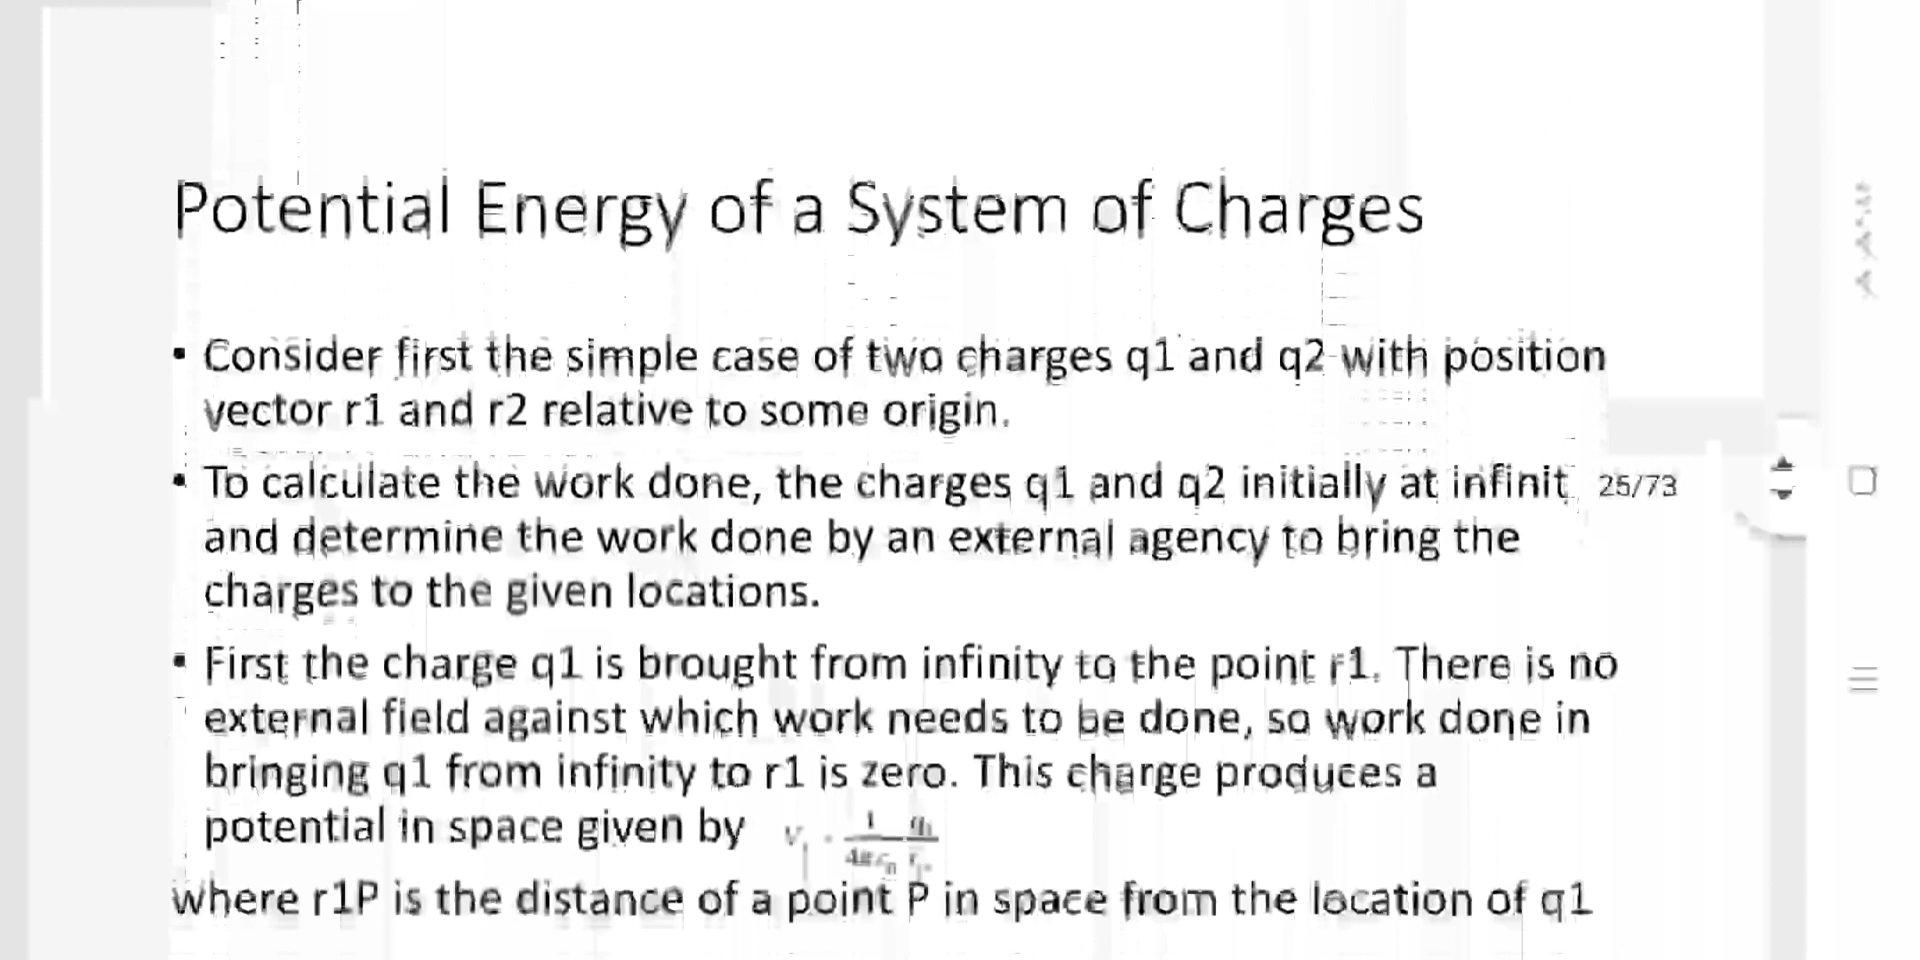 Potential Energy of a System of Charges
▪ Consider first the simple case of two charges q1 and q2 with position
vector r1 and r2 relative to some origin.
▪ To calculate the work done, the charges q1 and q2 initially at infinit
25/73
and determine the work done by an external agency to bring the
charges to the given locations.
▪ First the charge q1 is brought from infinity to the point r1. There is no
external field against which work needs to be done, so work done in
bringing q1 from infinity to r1 is zero. This charge produces a
potential in space given by
where r1P is the distance of a point P in space from the location of q1